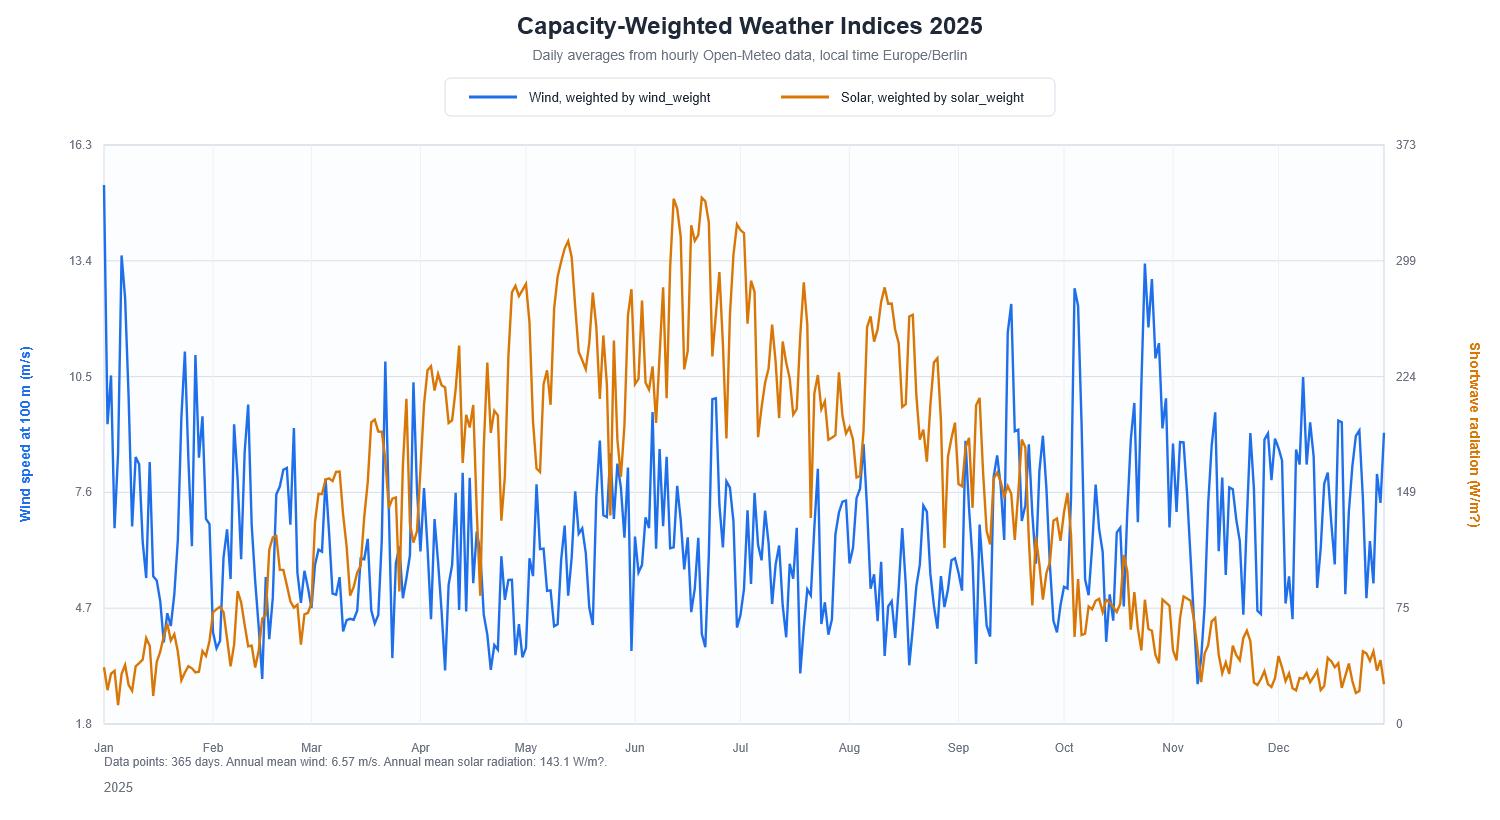 Capacity-Weighted Weather Indices 2025
Daily averages from hourly Open-Meteo data, local time Europe/Berlin
Wind, weighted by wind_weight
Solar, weighted by solar_weight
16.3
373
13.4
299
10.5
224
7.6
149
4.7
75
1.8
0
Wind speed at 100 m (m/s)
Shortwave radiation (W/m?)
Jan Feb Mar Apr May Jun Jul Aug Sep Oct Nov Dec
Data points: 365 days. Annual mean wind: 6.57 m/s. Annual mean solar radiation: 143.1 W/m?.
2025